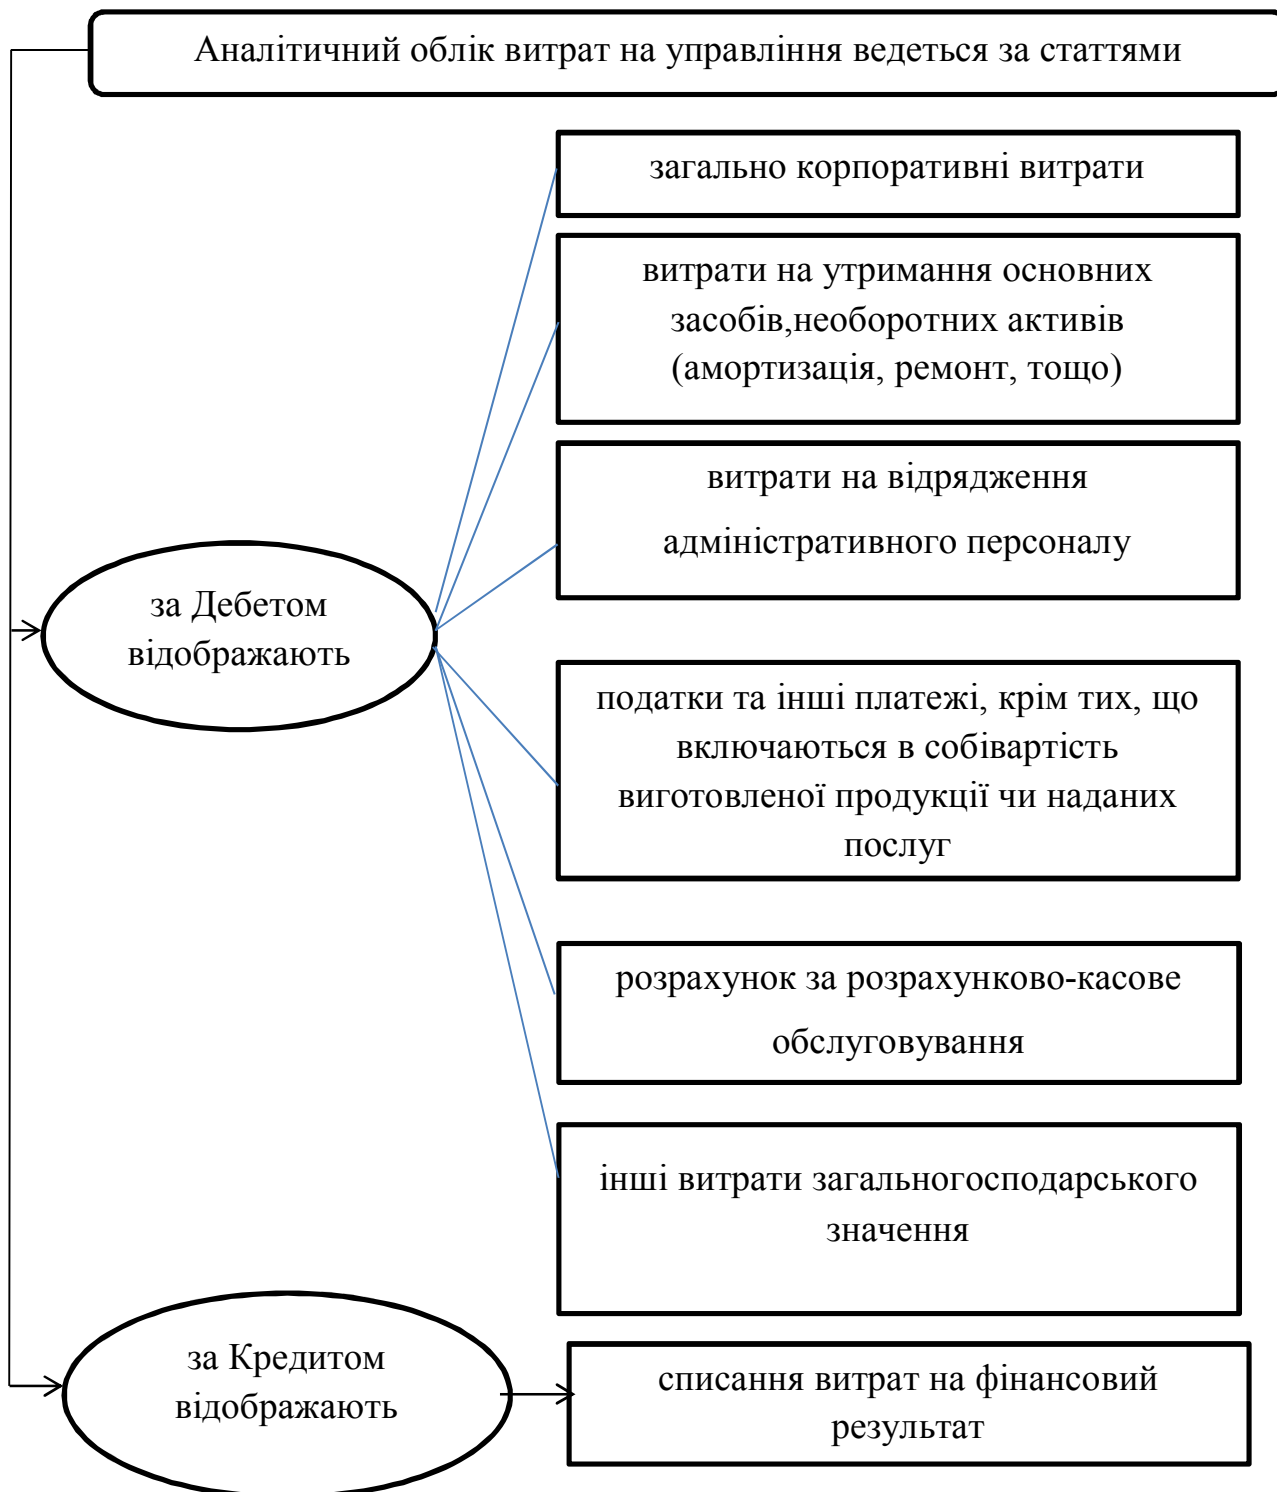 Аналітичний облік витрат на управління ведеться за статтями
загально корпоративні витрати
витрати на утримання основних
засобів,необоротних активів
(амортизація, ремонт, тощо)
витрати на відрядження
адміністративного персоналу
за Дебетом
відображають
податки та інші платежі, крім тих, що
включаються в собівартість
виготовленої продукції чи наданих
послуг
розрахунок за розрахунково-касове
обслуговування
інші витрати загальногосподарського
значення
за Кредитом
відображають
списання витрат на фінансовий
результат